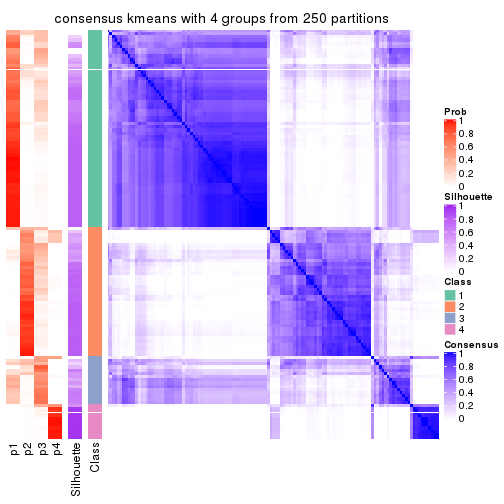 consensus kmeans with 4 groups from 250 partitions
Prob
1
0.8
0.6
0.4
0.2
0
Silhouette
1
0.8
0.6
0.4
0.2
0
Class
1
2
3
4
Consensus
1
0.8
0.6
0.4
0.2
0
p1
p2
p3
p4
Silhouette
Class